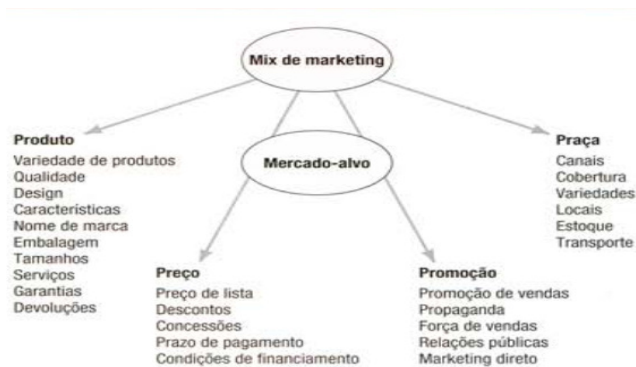 Mix de marketing
Mercado-alvo
Produto
Variedade de produtos
Qualidade
Design
Características
Nome de marca
Embalagem
Tamanhos
Serviços
Garantias
Devoluções
Preço
Preço de lista
Descontos
Concessões
Prazo de pagamento
Condições de financiamento
Promoção
Promoção de vendas
Propaganda
Força de vendas
Relações públicas
Marketing direto
Praça
Canais
Cobertura
Variedades
Locais
Estoque
Transporte